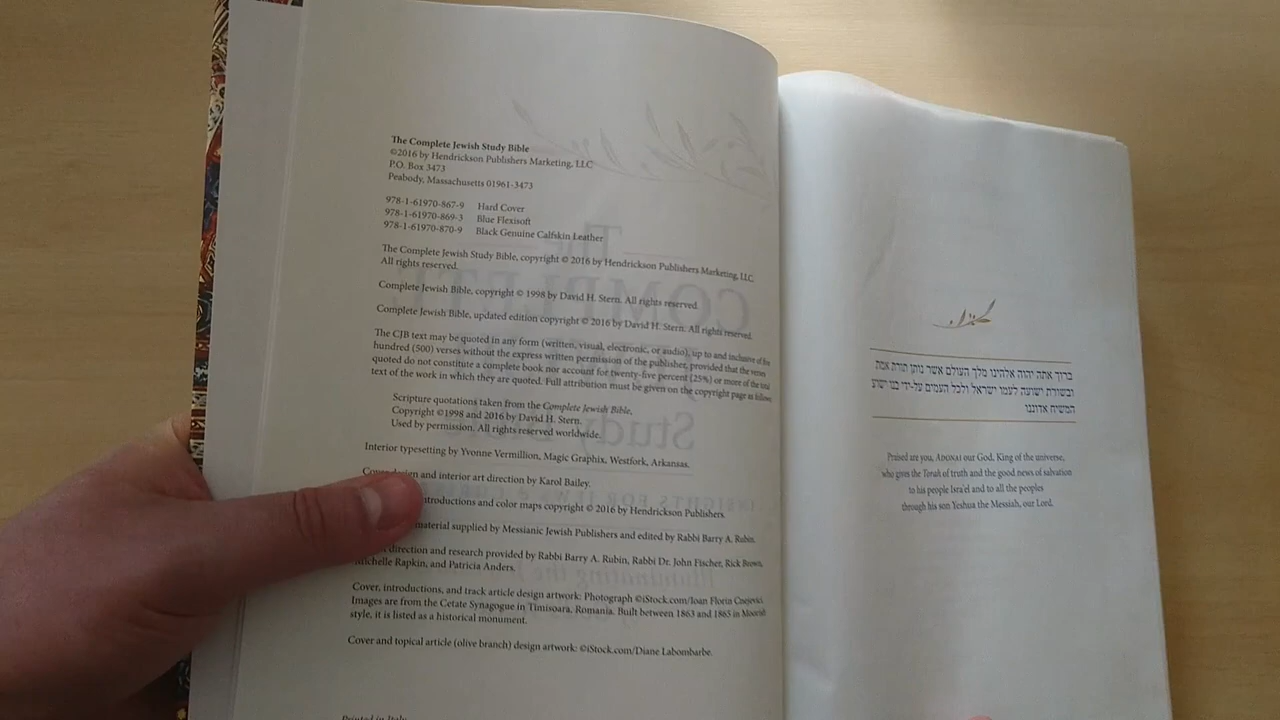 The Complete Jewish Study Bible
©2016 by Hendrickson Publishers Marketing, LLC
P.O. Box 3473
Peabody, Massachusetts 01961-3473
978-1-61970-867-9 Hard Cover
978-1-61970-869-3 Blue Flexisoft
978-1-61970-870-9 Black Genuine Calfskin Leather
The Complete Jewish Study Bible, copyright © 2016 by Hendrickson Publishers Marketing, LLC
All rights reserved.
Complete Jewish Bible, copyright © 1998 by David H. Stern. All rights reserved.
Complete Jewish Bible, updated edition copyright © 2016 by David H. Stern. All rights reserved.
The CJB text may be quoted in any form (written, visual, electronic, or audio), up to and inclusive of five
hundred (500) verses without the express written permission of the publisher, provided that the verses
quoted do not constitute a complete book nor account for twenty-five percent (25%) or more of the total
text of the work in which they are quoted. Full attribution must be given on the copyright page as follows
Scripture quotations taken from the Complete Jewish Bible,
Copyright ©1998 and 2016 by David H. Stern.
Used by permission. All rights reserved worldwide.
Interior typesetting by Yvonne Vermillion, Magic Graphix, Westfork, Arkansas.
Cover design and interior art direction by Karol Bailey.
introductions and color maps copyright © 2016 by Hendrickson Publishers.
material supplied by Messianic Jewish Publishers and edited by Rabbi Barry A. Rubin.
direction and research provided by Rabbi Barry A. Rubin, Rabbi Dr. John Fischer, Rick Brown,
Michelle Rapkin, and Patricia Anders.
Cover, introductions, and track article design artwork: Photograph ©iStock.com/Ioan Florin Cnejevici
Images are from the Cetate Synagogue in Timisoara, Romania. Built between 1863 and 1865 in Moorish
style, it is listed as a historical monument.
Cover and topical article (olive branch) design artwork: ©iStock.com/Diane Labombarbe.
Printed in Italy
ברוך אתה יהוה אלהינו מלך העולם אשר נותן תורת אמת
ובשורת ישועה לעמו ישראל ולכל העמים על-ידי בנו ישוע
המשיח אדוננו
Praised are you, ADONAI our God, King of the universe,
who gives the Torah of truth and the good news of salvation
to his people Isra'el and to all the peoples
through his son Yeshua the Messiah, our Lord.